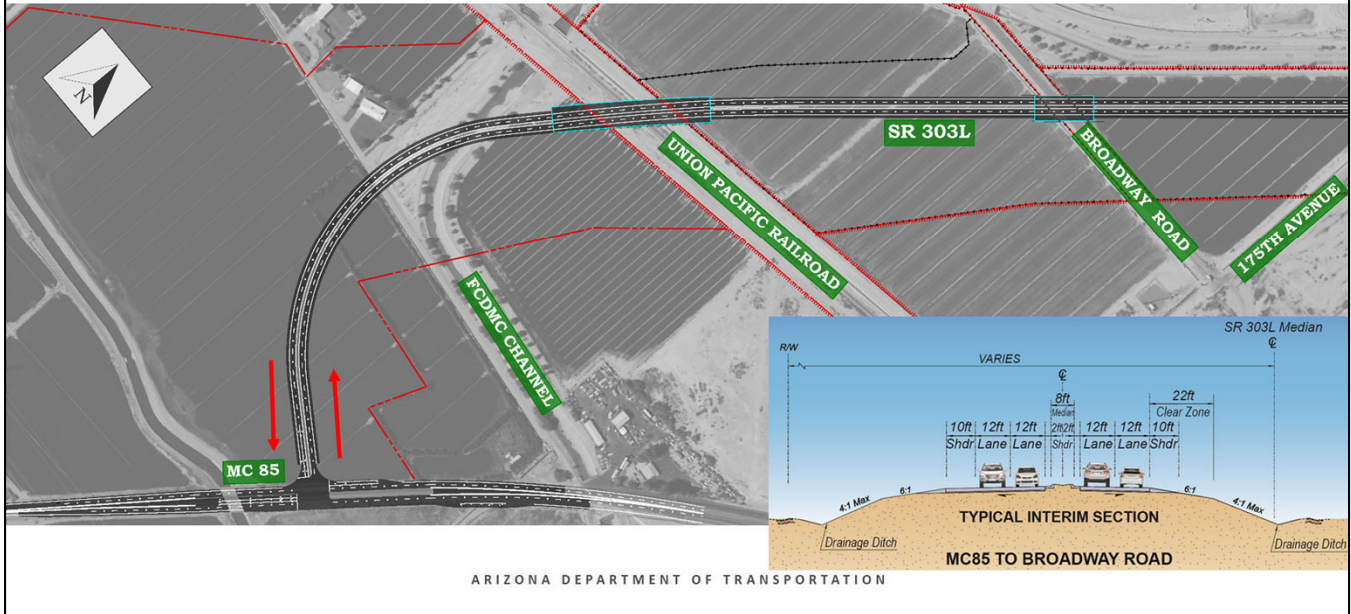 N
SR 303L
UNION PACIFIC RAILROAD
BROADWAY ROAD
175TH AVENUE
FCDMC CHANNEL
MC 85
SR 303L Median
℄
R/W
VARIES
℄
8ft
Median
22ft
Clear Zone
10ft 12ft 12ft 2ft 2ft 12ft 12ft 10ft
Shdr Lane Lane Shdr Lane Lane Shdr
4:1 Max 6:1 6:1 4:1 Max
TYPICAL INTERIM SECTION
Drainage Ditch Drainage Ditch
MC85 TO BROADWAY ROAD
ARIZONA DEPARTMENT OF TRANSPORTATION